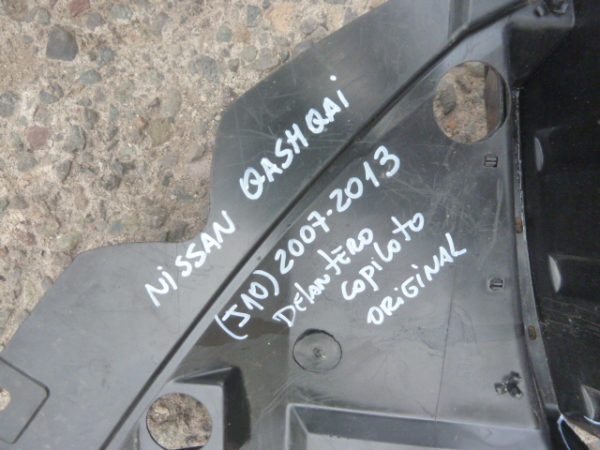 NISSAN QASHQAI
(J10) 2007-2013
DELANTERO
COPILOTO
ORIGINAL